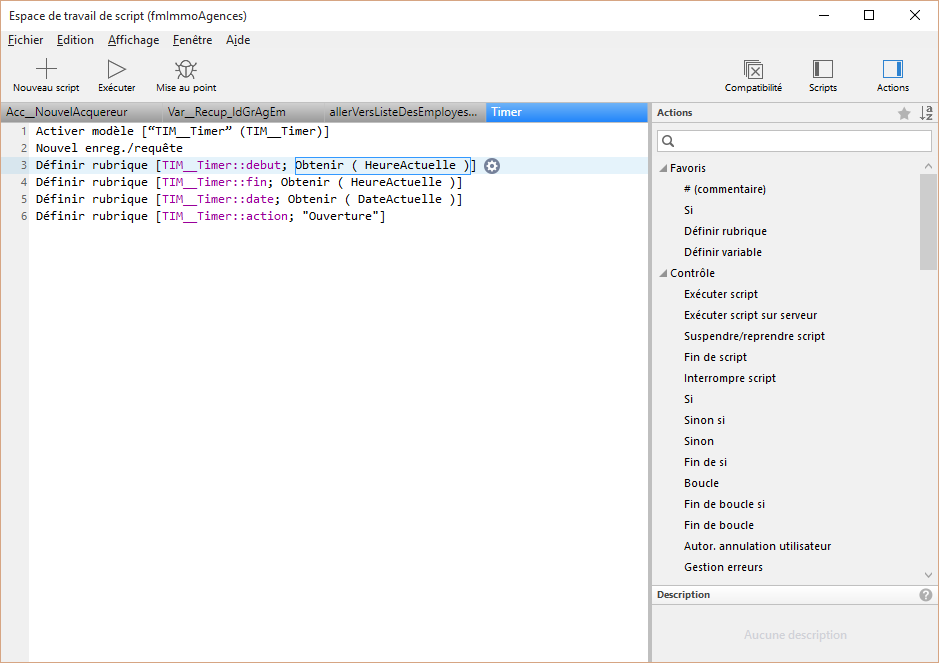 Espace de travail de script (fmImmoAgences)
Fichier Edition Affichage Fenêtre Aide
Nouveau script Exécuter Mise au point Compatibilité Scripts Actions
Acc__NouvelAcquereur Var__Recup_IdGrAgEm allerVersListeDesEmployes... Timer
1 Activer modèle [“TIM__Timer” (TIM__Timer)]
2 Nouvel enreg./requête
3 Définir rubrique [TIM__Timer::debut; Obtenir ( HeureActuelle )]
4 Définir rubrique [TIM__Timer::fin; Obtenir ( HeureActuelle )]
5 Définir rubrique [TIM__Timer::date; Obtenir ( DateActuelle )]
6 Définir rubrique [TIM__Timer::action; "Ouverture"]
Actions
a
z
Favoris
# (commentaire)
Si
Définir rubrique
Définir variable
Contrôle
Exécuter script
Exécuter script sur serveur
Suspendre/reprendre script
Fin de script
Interrompre script
Si
Sinon si
Sinon
Fin de si
Boucle
Fin de boucle si
Fin de boucle
Autor. annulation utilisateur
Gestion erreurs
Description ?
Aucune description